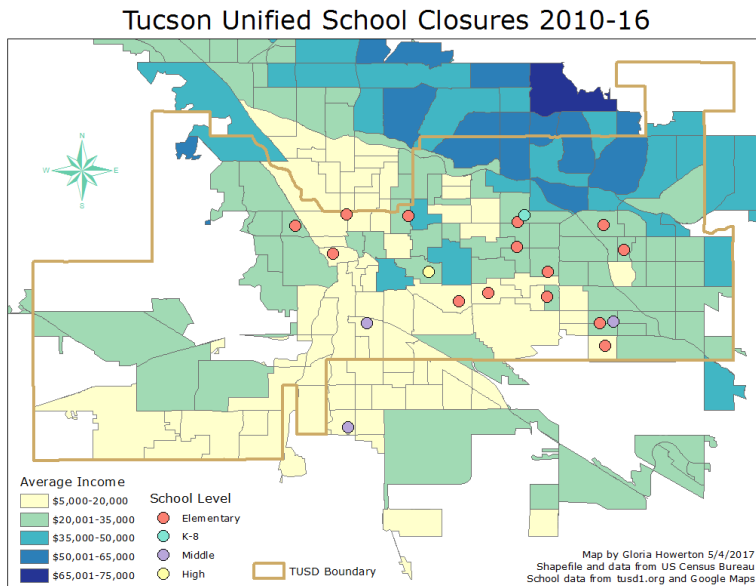 Tucson Unified School Closures 2010-16
N
W E
S
Average Income
$5,000-20,000
$20,001-35,000
$35,000-50,000
$50,001-65,000
$65,001-75,000
School Level
Elementary
K-8
Middle
High
TUSD Boundary
Map by Gloria Howerton 5/4/2017
Shapefile and data from US Census Bureau
School data from tusd1.org and Google Maps